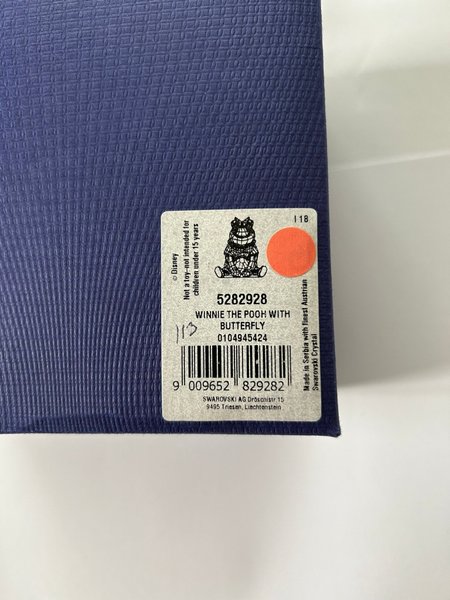 I 18
© Disney
Not a toy-not intended for
children under 15 years
5282928
WINNIE THE POOH WITH
BUTTERFLY
0104945424
113
9 009652 829282
SWAROVSKI AG Dröschistr 15
9495 Triesen, Liechtenstein
Made in Serbia with finest Austrian
Swarovski Crystal